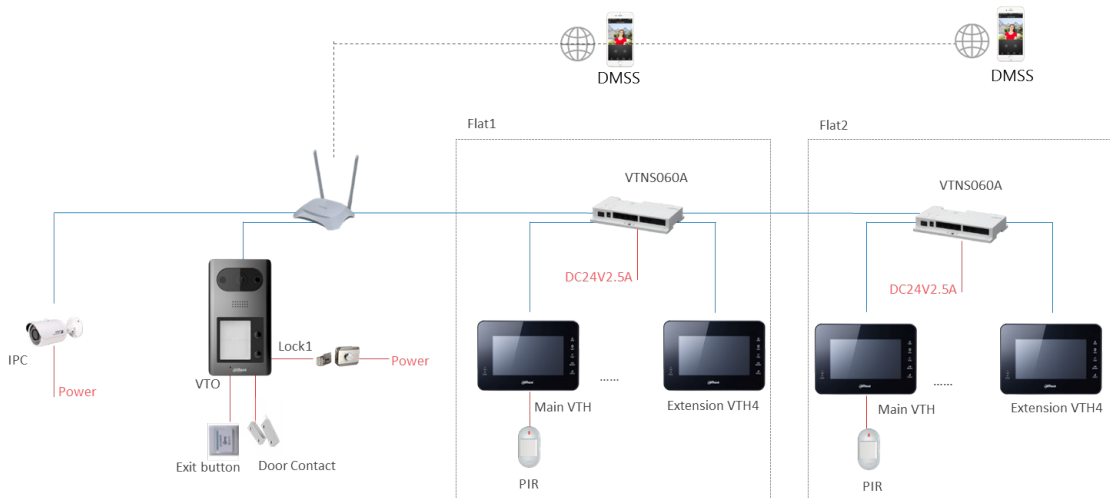 DMSS
DMSS
Flat1
Flat2
VTNS060A
VTNS060A
DC24V2.5A
DC24V2.5A
IPC
Power
VTO
Lock1
Power
Exit button
Door Contact
......
Main VTH
Extension VTH4
PIR
......
Main VTH
Extension VTH4
PIR